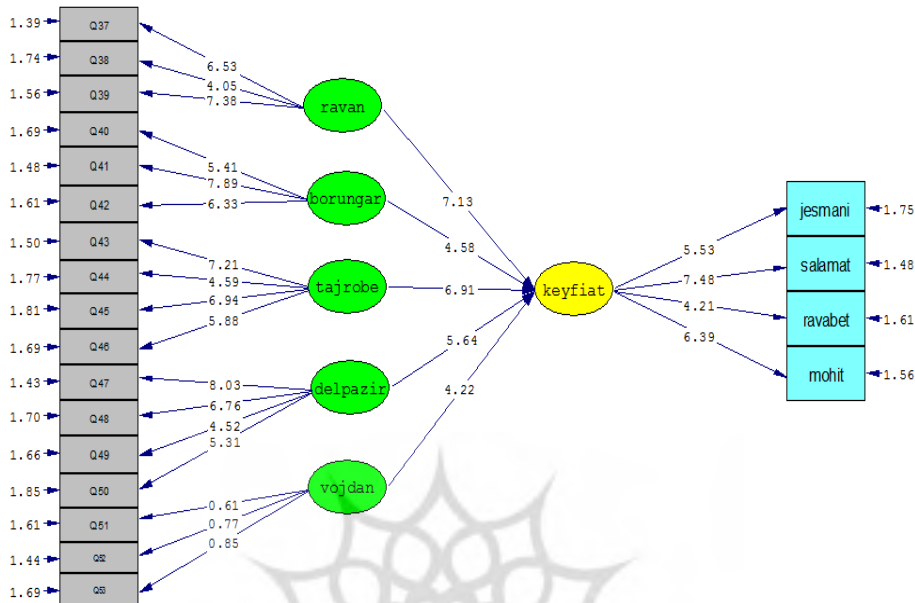 1.39 Q37
1.74 Q38
1.56 Q39
1.69 Q40
1.48 Q41
1.61 Q42
1.50 Q43
1.77 Q44
1.81 Q45
1.69 Q46
1.43 Q47
1.70 Q48
1.66 Q49
1.85 Q50
1.61 Q51
1.44 Q52
1.69 Q53
6.53
4.05
7.38
5.41
7.89
6.33
7.21
4.59
6.94
5.88
8.03
6.76
4.52
5.31
0.61
0.77
0.85
ravan
borungar
tajrobe
delpazir
vojdan
7.13
4.58
6.91
5.64
4.22
keyfiat
5.53
7.48
4.21
6.39
jesmani 1.75
salamat 1.48
ravabet 1.61
mohit 1.56